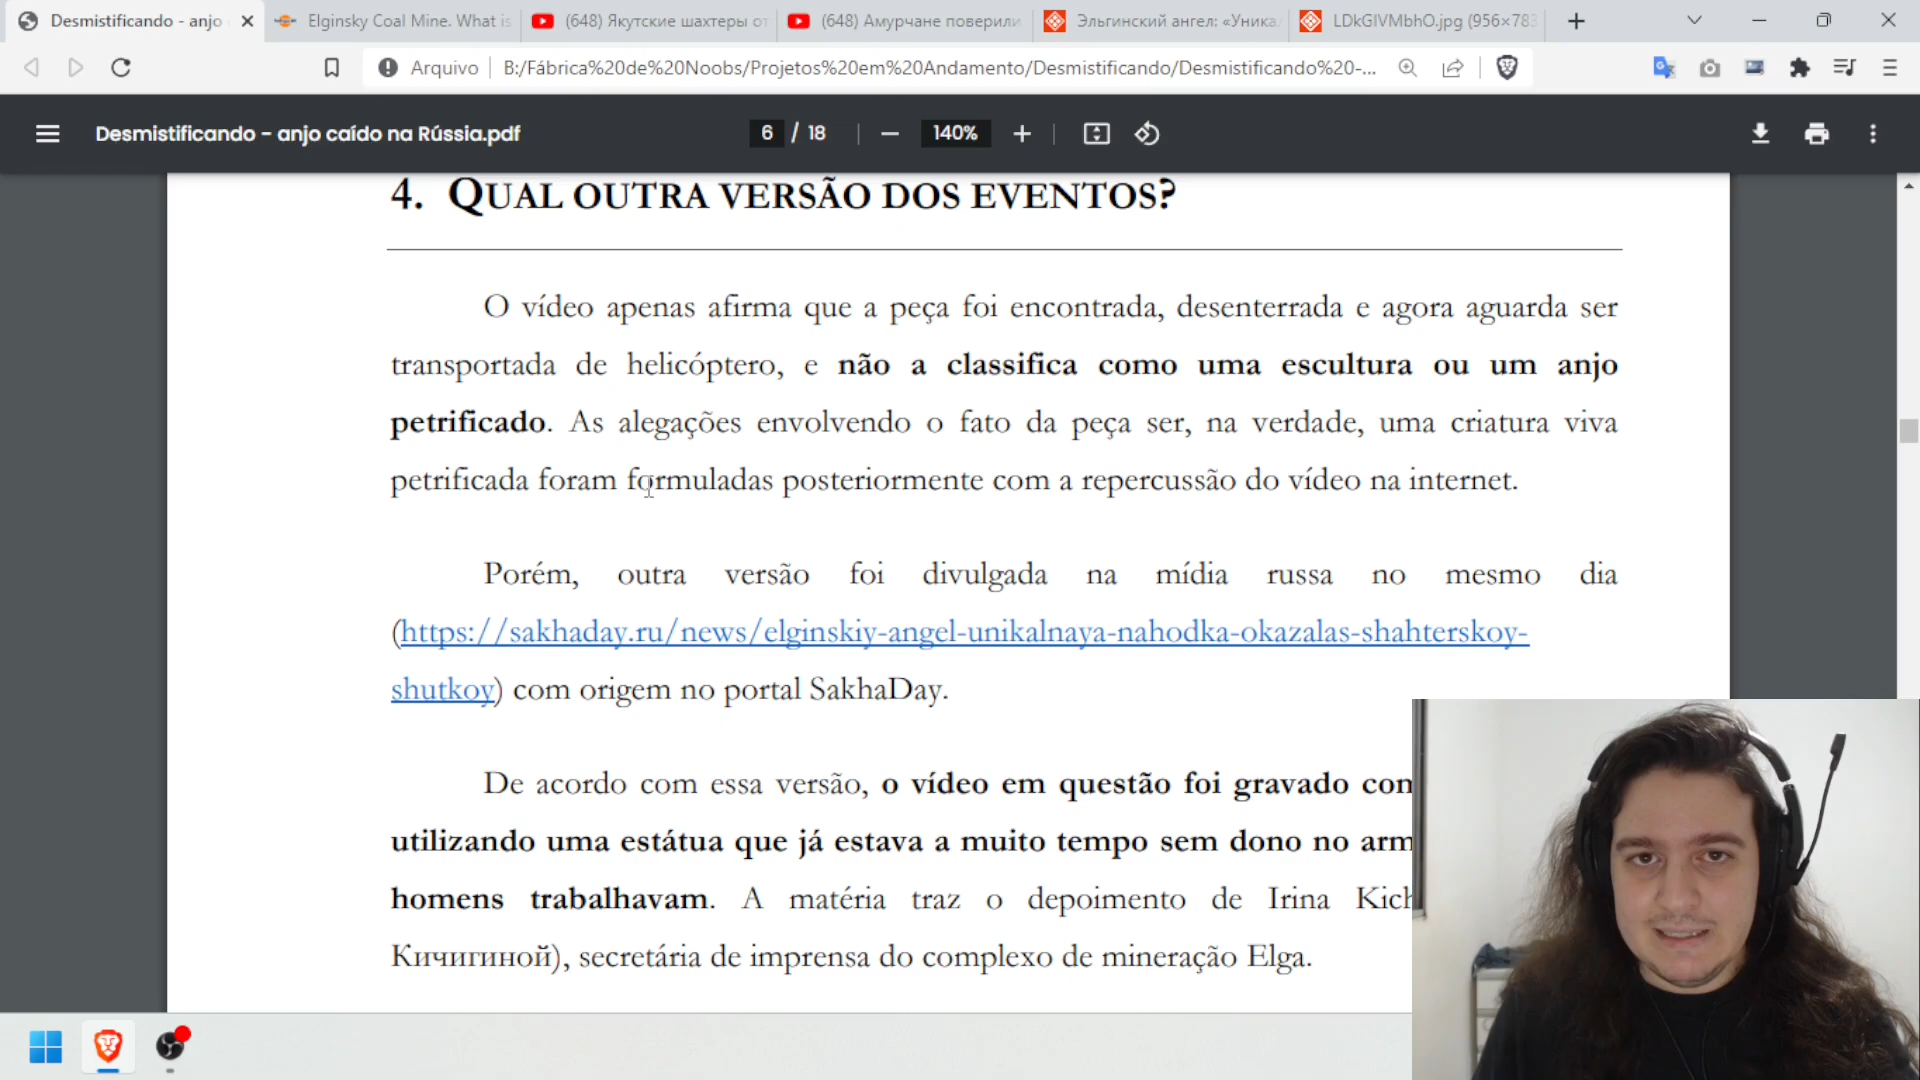 Desmistificando - anjo
Elginsky Coal Mine. What is
(648) Якутские шахтеры от
(648) Амурчане поверили
Эльгинский ангел: «Уника
LDkGlVMbhO.jpg (956×783
Arquivo
B:/Fábrica%20de%20Noobs/Projetos%20em%20Andamento/Desmistificando/Desmistificando%20-...
Desmistificando - anjo caído na Rússia.pdf
6 / 18
140%
4. QUAL OUTRA VERSÃO DOS EVENTOS?
O vídeo apenas afirma que a peça foi encontrada, desenterrada e agora aguarda ser
transportada de helicóptero, e não a classifica como uma escultura ou um anjo
petrificado. As alegações envolvendo o fato da peça ser, na verdade, uma criatura viva
petrificada foram formuladas posteriormente com a repercussão do vídeo na internet.
Porém, outra versão foi divulgada na mídia russa no mesmo dia
(https://sakhaday.ru/news/elginskiy-angel-unikalnaya-nahodka-okazalas-shahterskoy-
shutkoy) com origem no portal SakhaDay.
De acordo com essa versão, o vídeo em questão foi gravado com
utilizando uma estátua que já estava a muito tempo sem dono no arm
homens trabalhavam. A matéria traz o depoimento de Irina Kich
Кичигиной), secretária de imprensa do complexo de mineração Elga.